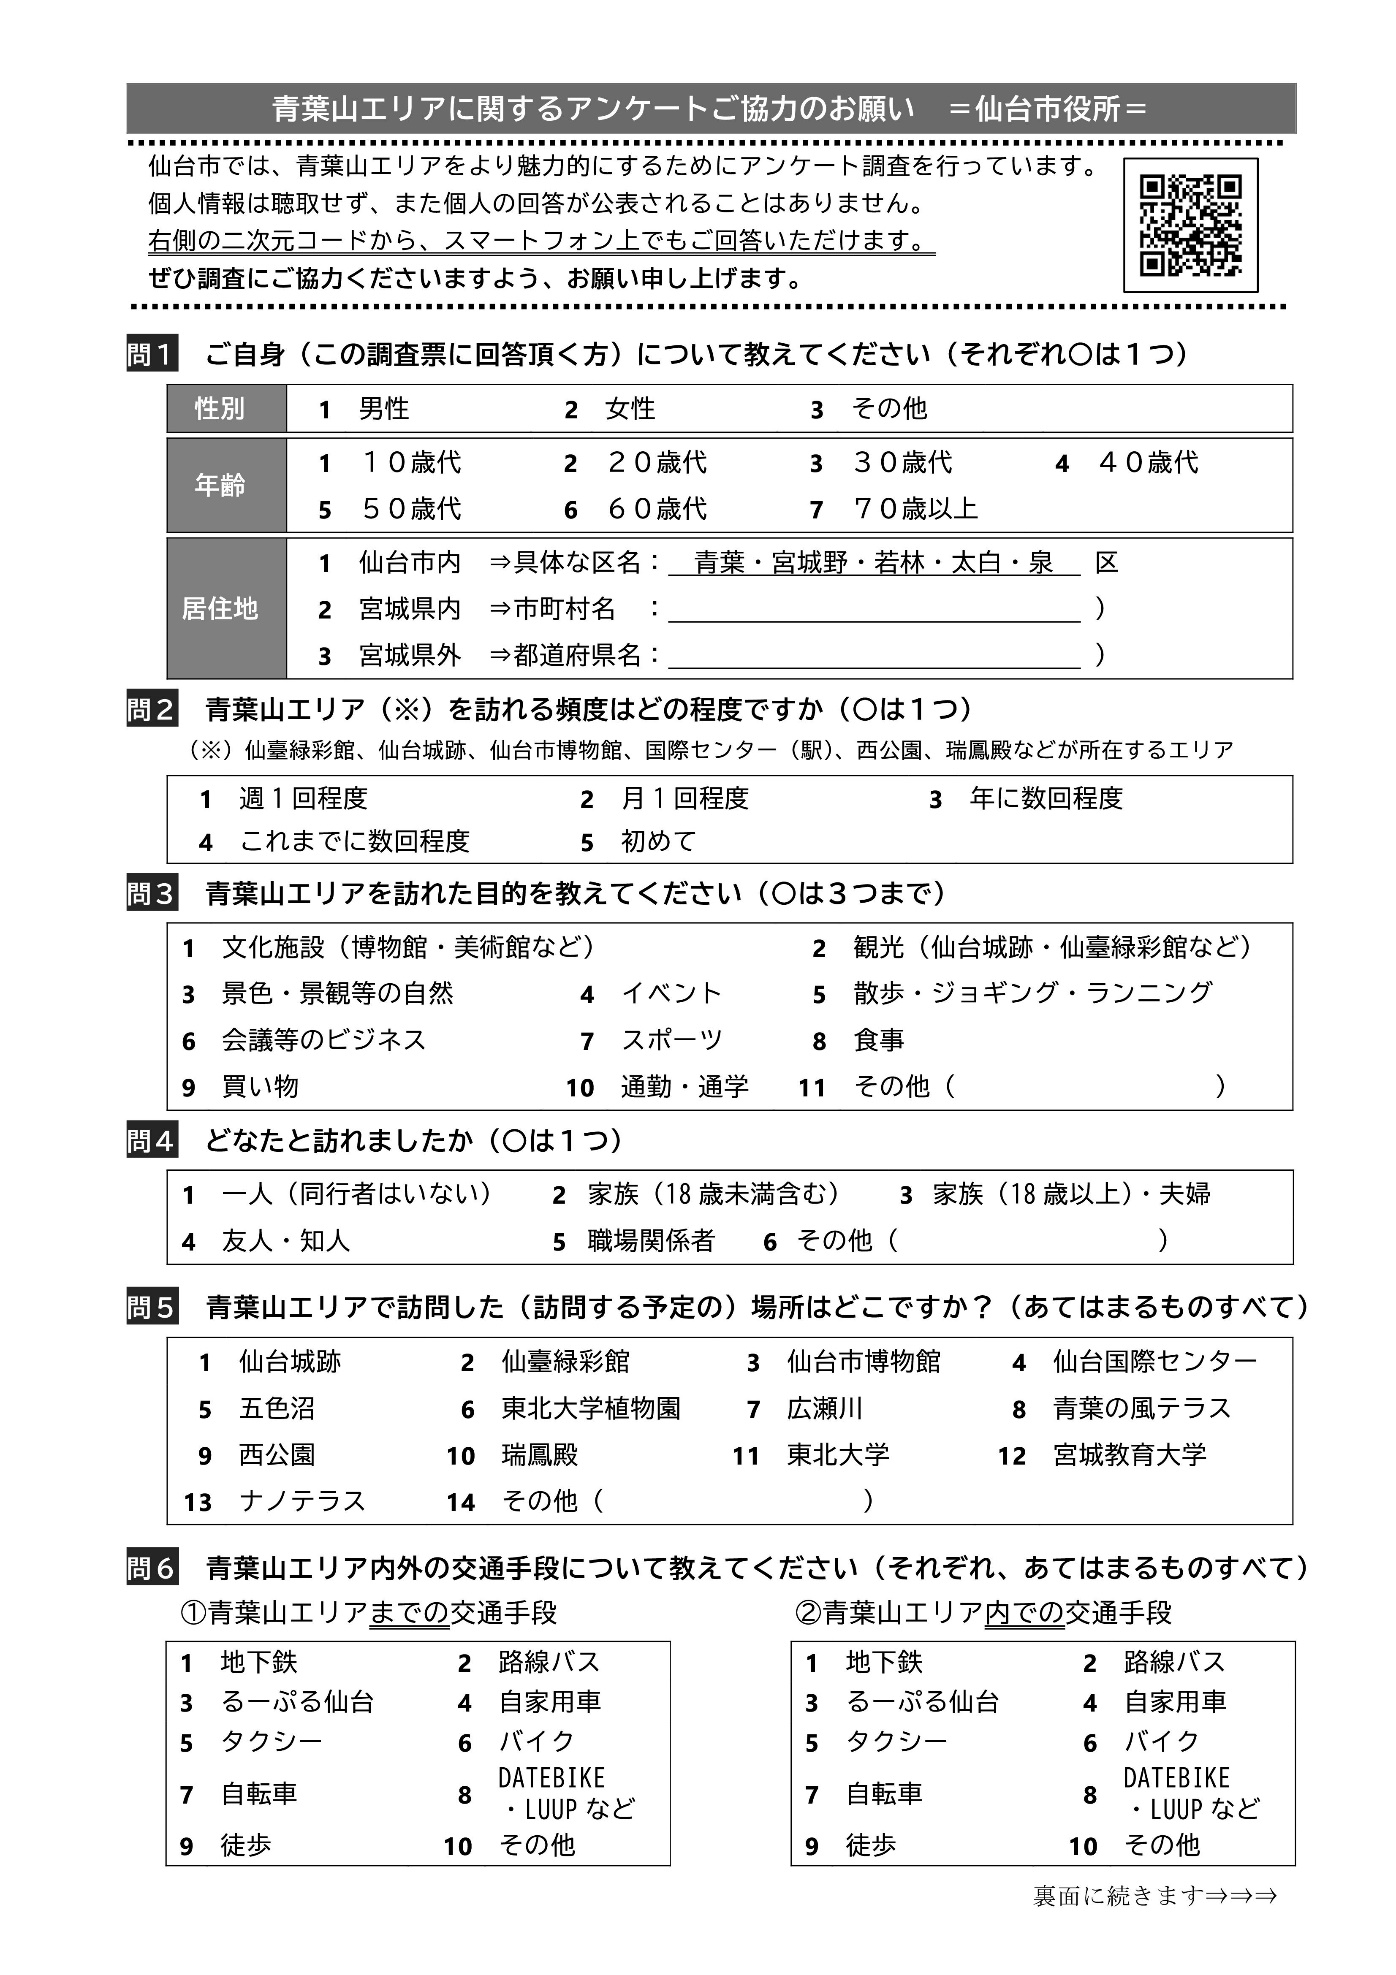 青葉山エリアに関するアンケートご協力のお願い　＝仙台市役所＝
仙台市では、青葉山エリアをより魅力的にするためにアンケート調査を行っています。
個人情報は聴取せず、また個人の回答が公表されることはありません。
右側の二次元コードから、スマートフォン上でもご回答いただけます。
ぜひ調査にご協力くださいますよう、お願い申し上げます。
問１　ご自身（この調査票に回答頂く方）について教えてください（それぞれ〇は１つ）
性別　1　男性　2　女性　3　その他
年齢
1　１０歳代　2　２０歳代　3　３０歳代　4　４０歳代
5　５０歳代　6　６０歳代　7　７０歳以上
居住地
1　仙台市内　⇒具体な区名：　青葉・宮城野・若林・太白・泉　区
2　宮城県内　⇒市町村名　：　）
3　宮城県外　⇒都道府県名：　）
問２　青葉山エリア（※）を訪れる頻度はどの程度ですか（〇は１つ）
（※）仙臺緑彩館、仙台城跡、仙台市博物館、国際センター（駅）、西公園、瑞鳳殿などが所在するエリア
1　週１回程度　2　月１回程度　3　年に数回程度
4　これまでに数回程度　5　初めて
問３　青葉山エリアを訪れた目的を教えてください（〇は３つまで）
1　文化施設（博物館・美術館など）　2　観光（仙台城跡・仙臺緑彩館など）
3　景色・景観等の自然　4　イベント　5　散歩・ジョギング・ランニング
6　会議等のビジネス　7　スポーツ　8　食事
9　買い物　10　通勤・通学　11　その他（　）
問４　どなたと訪れましたか（〇は１つ）
1　一人（同行者はいない）　2　家族（18 歳未満含む）　3　家族（18 歳以上）・夫婦
4　友人・知人　5　職場関係者　6　その他（　）
問５　青葉山エリアで訪問した（訪問する予定の）場所はどこですか？（あてはまるものすべて）
1　仙台城跡　2　仙臺緑彩館　3　仙台市博物館　4　仙台国際センター
5　五色沼　6　東北大学植物園　7　広瀬川　8　青葉の風テラス
9　西公園　10　瑞鳳殿　11　東北大学　12　宮城教育大学
13　ナノテラス　14　その他（　）
問６　青葉山エリア内外の交通手段について教えてください（それぞれ、あてはまるものすべて）
①青葉山エリアまでの交通手段
1　地下鉄　2　路線バス
3　るーぷる仙台　4　自家用車
5　タクシー　6　バイク
7　自転車　8　DATEBIKE
・LUUP など
9　徒歩　10　その他
②青葉山エリア内での交通手段
1　地下鉄　2　路線バス
3　るーぷる仙台　4　自家用車
5　タクシー　6　バイク
7　自転車　8　DATEBIKE
・LUUP など
9　徒歩　10　その他
裏面に続きます⇒⇒⇒